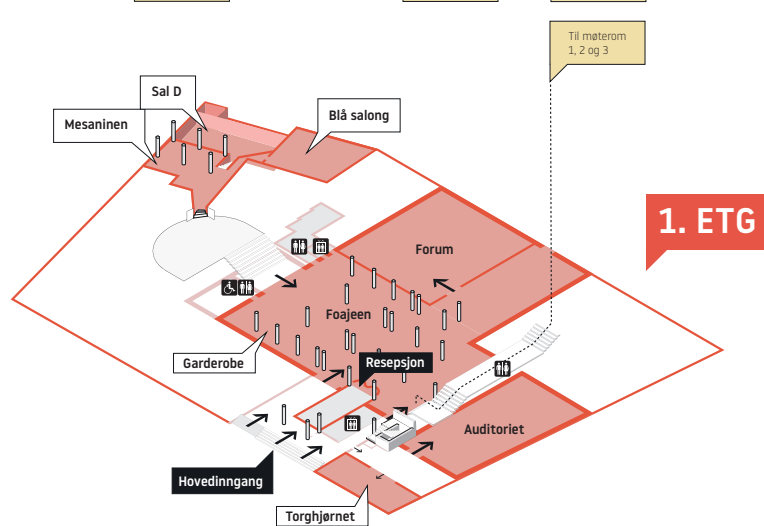 Til møterom
1, 2 og 3
Sal D
Mesaninen
Blå salong
1. ETG
Forum
Foajeen
Garderobe
Resepsjon
Auditoriet
Hovedinngang
Torghjørnet